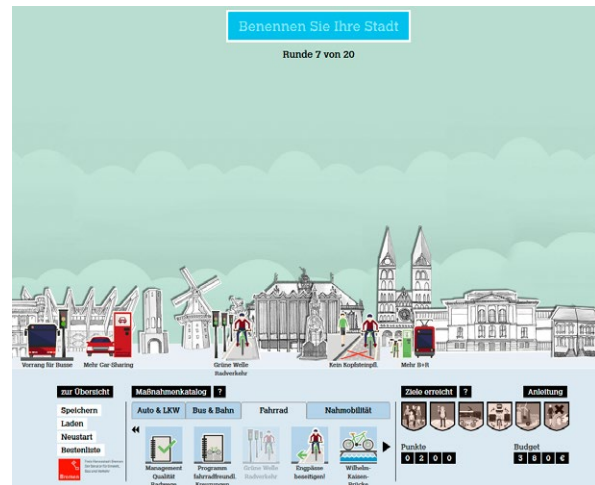 Benennen Sie Ihre Stadt
Runde 7 von 20
Vorrang für Busse
Mehr Car-Sharing
Grüne Welle
Radverkehr
Kein Kopfsteinpfl.
Mehr B+R
zur Übersicht
Speichern
Laden
Neustart
Bestenliste
Maßnahmenkatalog ?
Auto & LKW
Bus & Bahn
Fahrrad
Nahmobilität
Management
Qualität
Programm
fahrradfreundl.
Grüne Welle
Radverkehr
Engpässe
beseitigen!
Wilhelm-
Kaisen-
Ziele erreicht ?
Anleitung
Punkte
0 2 0 0
Budget
3 8 0 €